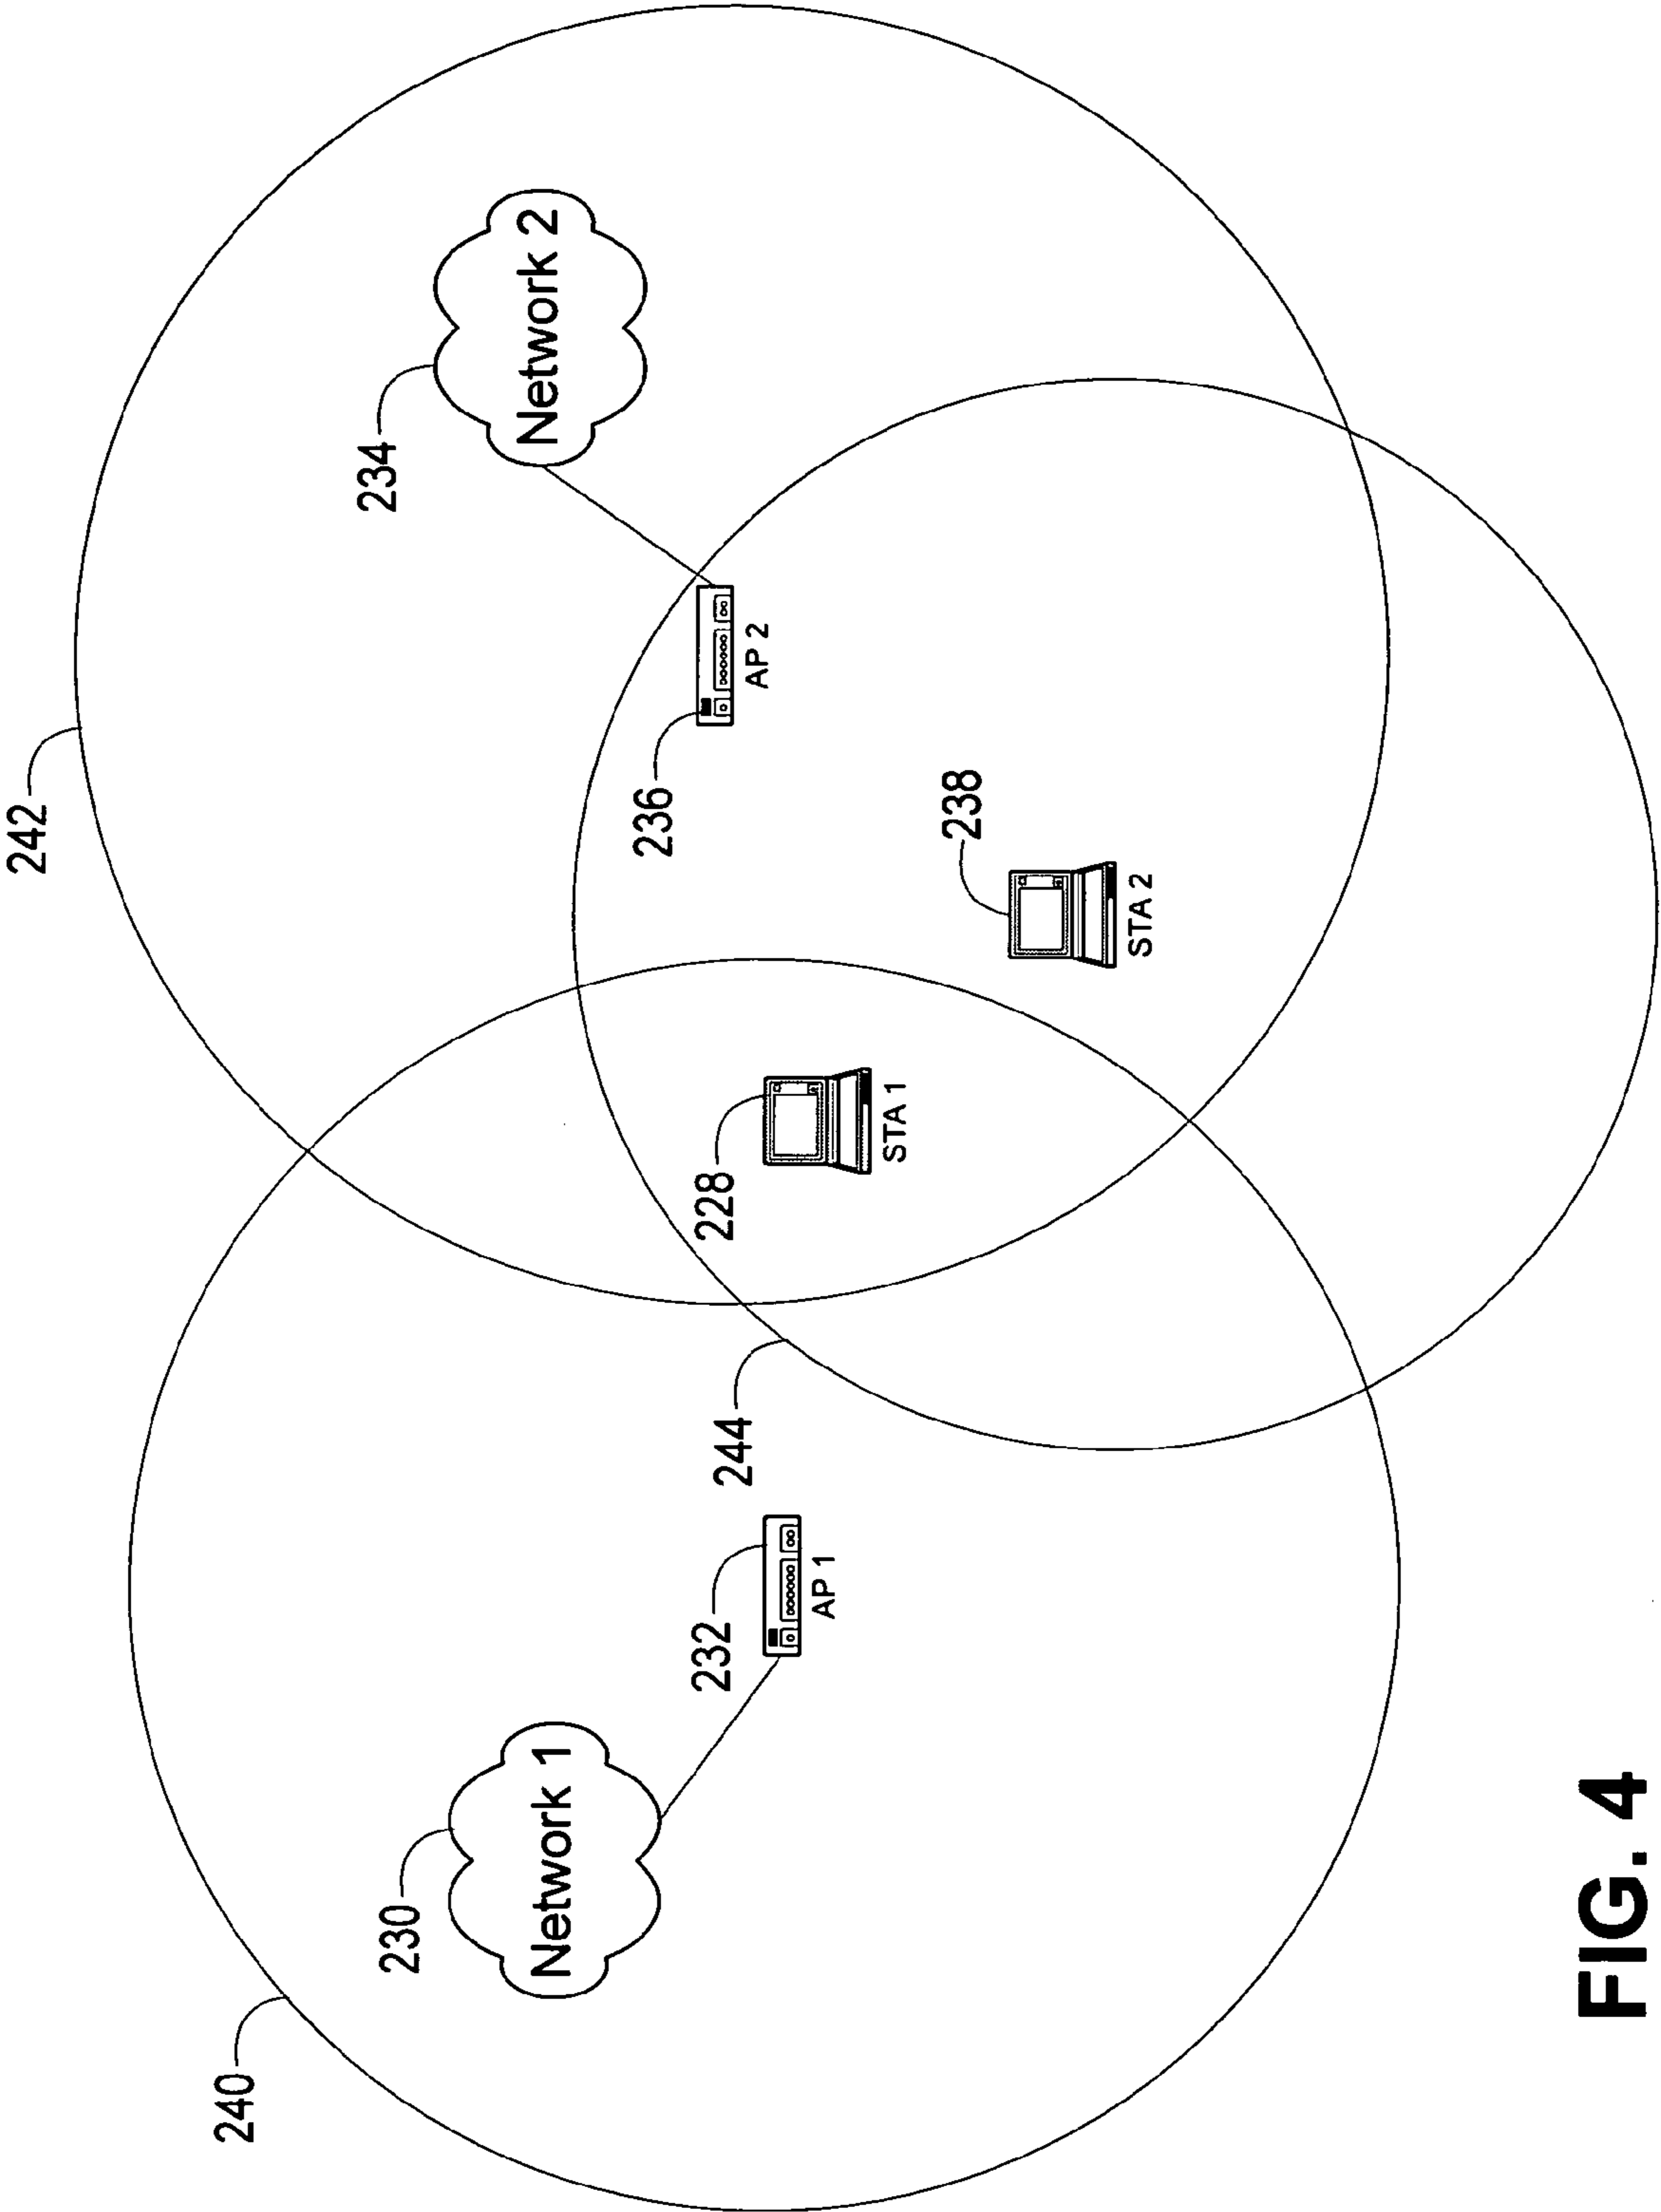 240
230
Network 1
232
AP 1
244
228
STA 1
242
236
AP 2
238
STA 2
234
Network 2
FIG. 4